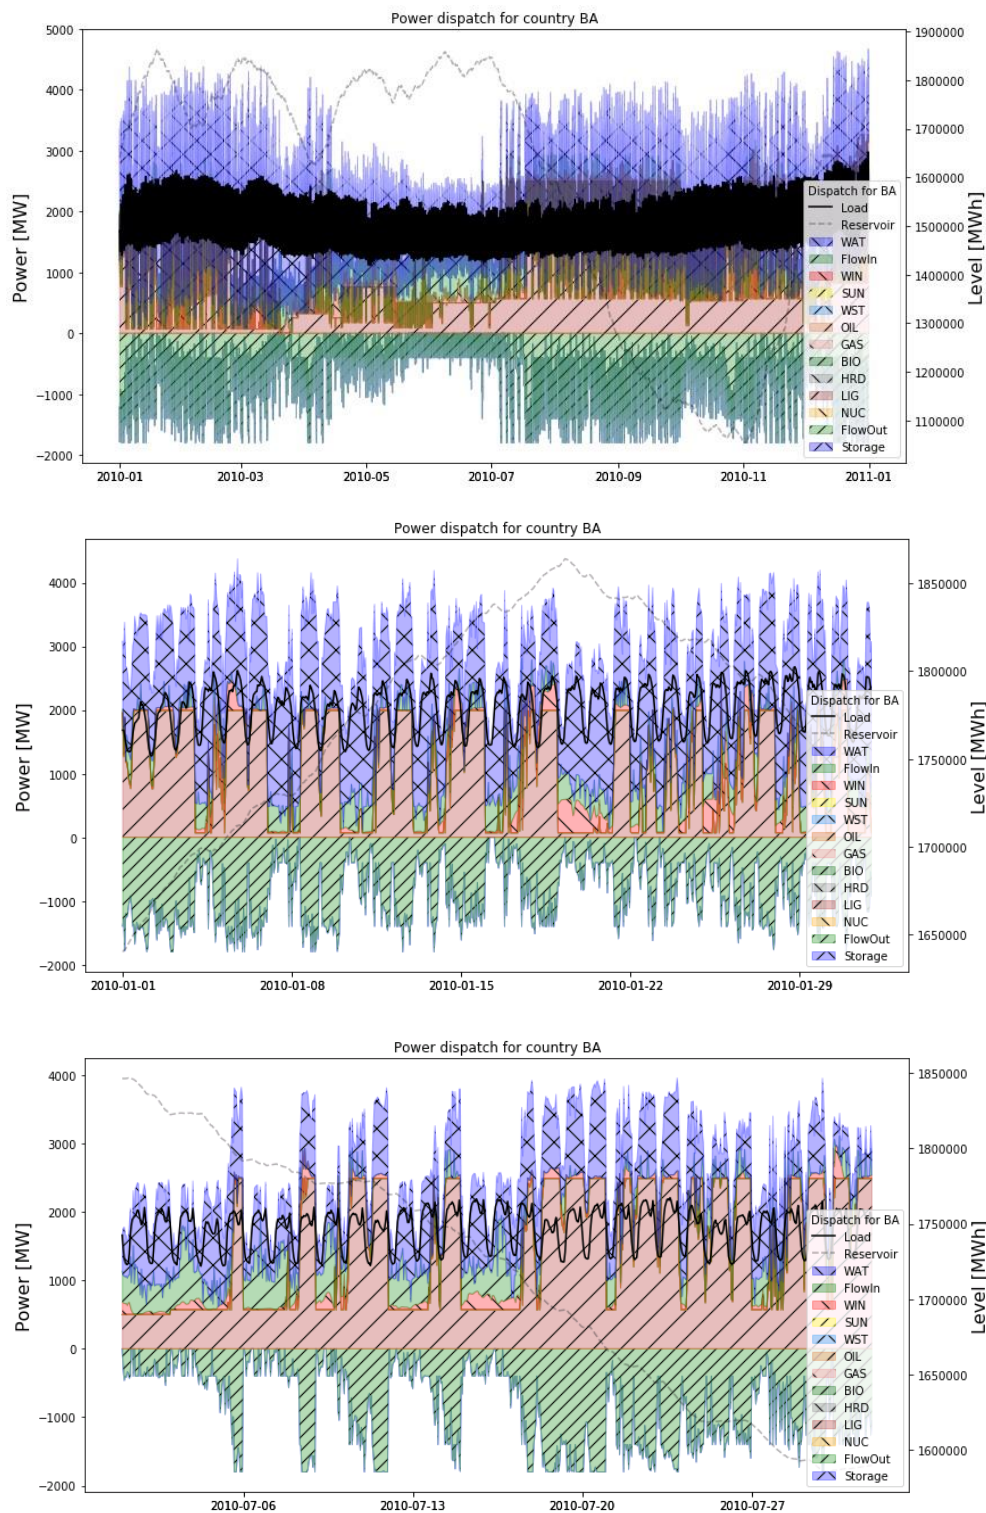 Power dispatch for country BA
5000
4000
3000
2000
1000
0
−1000
−2000
Power [MW]
1900000
1800000
1700000
1600000
1500000
1400000
1300000
1200000
1100000
Level [MWh]
Dispatch for BA
Load
Reservoir
WAT
FlowIn
WIN
SUN
WST
OIL
GAS
BIO
HRD
LIG
NUC
FlowOut
Storage
2010-01 2010-03 2010-05 2010-07 2010-09 2010-11 2011-01
Power dispatch for country BA
4000
3000
2000
1000
0
−1000
−2000
Power [MW]
1850000
1800000
1750000
1700000
1650000
Level [MWh]
Dispatch for BA
Load
Reservoir
WAT
FlowIn
WIN
SUN
WST
OIL
GAS
BIO
HRD
LIG
NUC
FlowOut
Storage
2010-01-01 2010-01-08 2010-01-15 2010-01-22 2010-01-29
Power dispatch for country BA
4000
3000
2000
1000
0
−1000
−2000
Power [MW]
1850000
1800000
1750000
1700000
1650000
1600000
Level [MWh]
Dispatch for BA
Load
Reservoir
WAT
FlowIn
WIN
SUN
WST
OIL
GAS
BIO
HRD
LIG
NUC
FlowOut
Storage
2010-07-06 2010-07-13 2010-07-20 2010-07-27